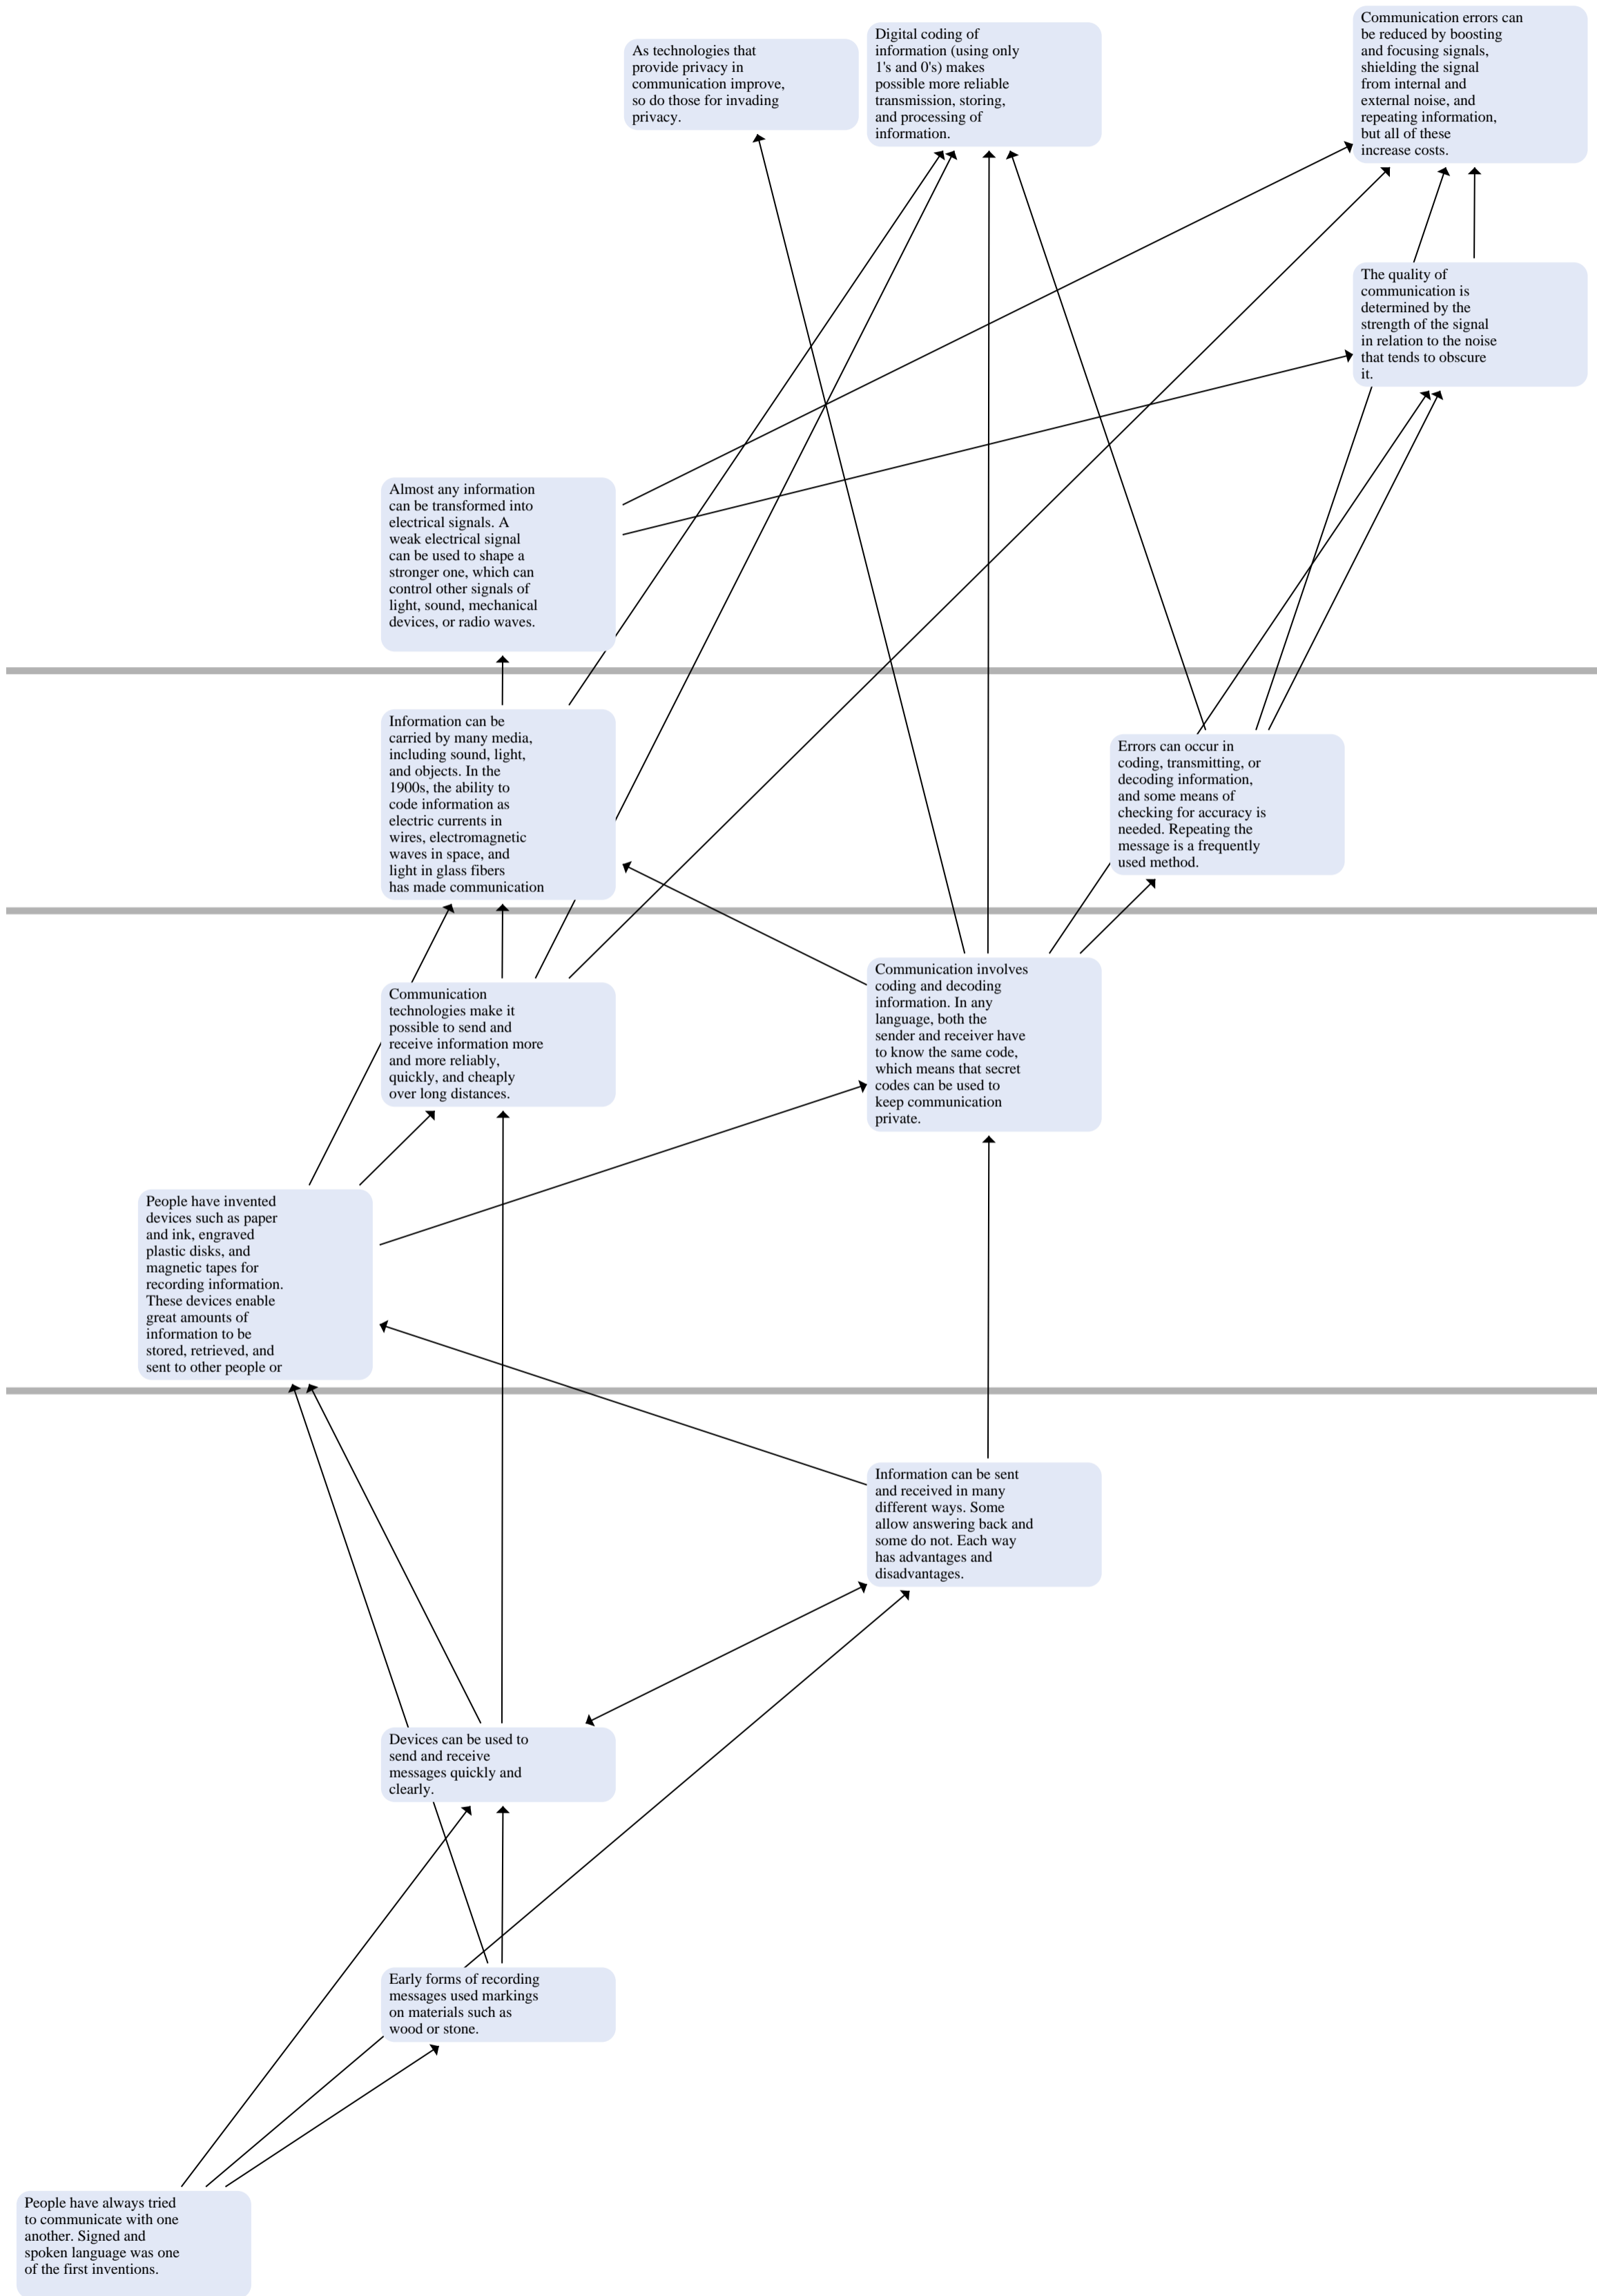 As technologies that
provide privacy in
communication improve,
so do those for invading
privacy.
Digital coding of
information (using only
1's and 0's) makes
possible more reliable
transmission, storing,
and processing of
information.
Communication errors can
be reduced by boosting
and focusing signals,
shielding the signal
from internal and
external noise, and
repeating information,
but all of these
increase costs.
The quality of
communication is
determined by the
strength of the signal
in relation to the noise
that tends to obscure
it.
Almost any information
can be transformed into
electrical signals. A
weak electrical signal
can be used to shape a
stronger one, which can
control other signals of
light, sound, mechanical
devices, or radio waves.
Information can be
carried by many media,
including sound, light,
and objects. In the
1900s, the ability to
code information as
electric currents in
wires, electromagnetic
waves in space, and
light in glass fibers
has made communication
Errors can occur in
coding, transmitting, or
decoding information,
and some means of
checking for accuracy is
needed. Repeating the
message is a frequently
used method.
Communication
technologies make it
possible to send and
receive information more
and more reliably,
quickly, and cheaply
over long distances.
Communication involves
coding and decoding
information. In any
language, both the
sender and receiver have
to know the same code,
which means that secret
codes can be used to
keep communication
private.
People have invented
devices such as paper
and ink, engraved
plastic disks, and
magnetic tapes for
recording information.
These devices enable
great amounts of
information to be
stored, retrieved, and
sent to other people or
Information can be sent
and received in many
different ways. Some
allow answering back and
some do not. Each way
has advantages and
disadvantages.
Devices can be used to
send and receive
messages quickly and
clearly.
Early forms of recording
messages used markings
on materials such as
wood or stone.
People have always tried
to communicate with one
another. Signed and
spoken language was one
of the first inventions.